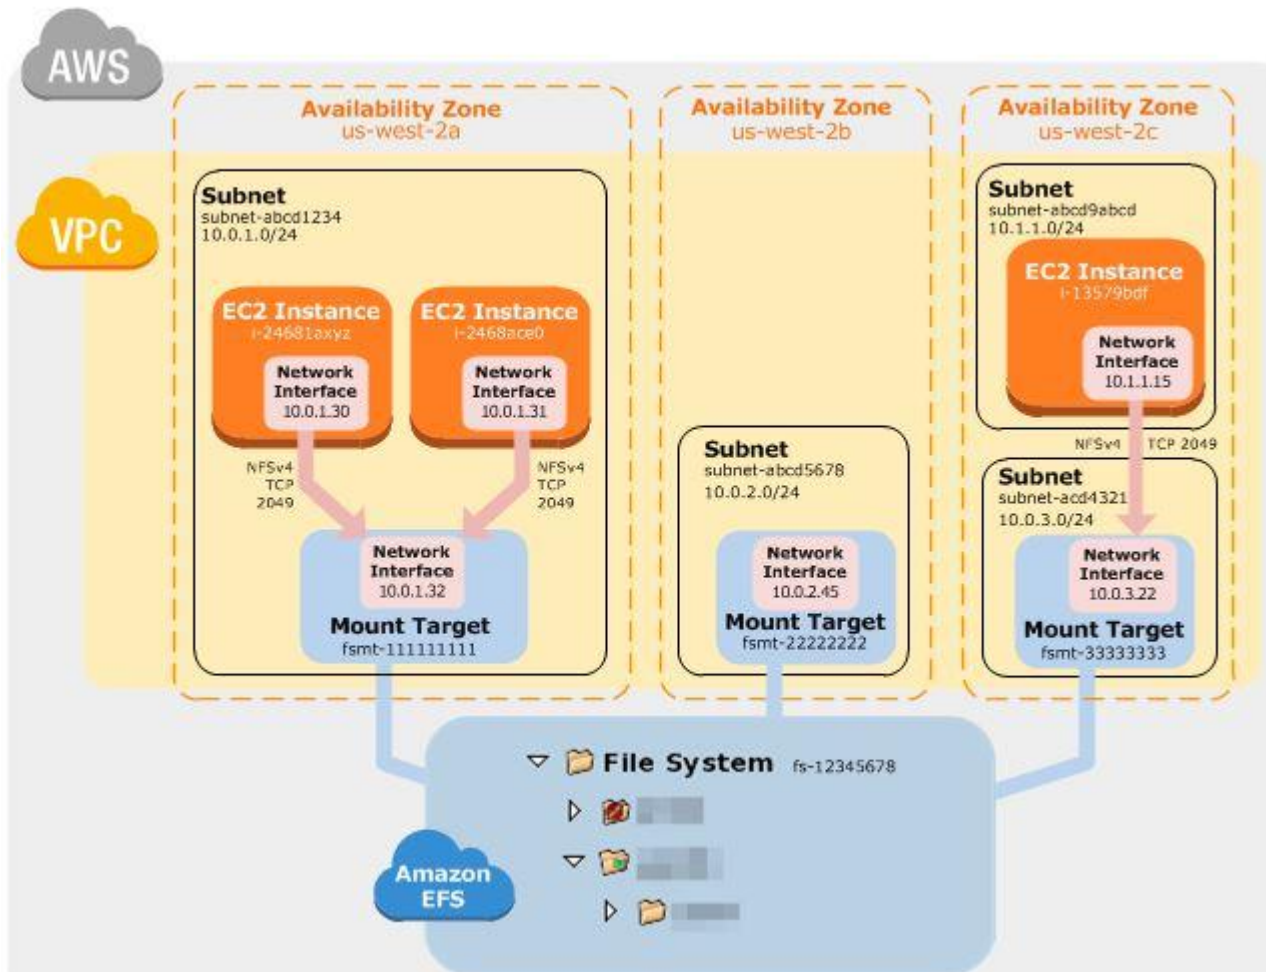 AWS
Availability Zone
us-west-2a
Availability Zone
us-west-2b
Availability Zone
us-west-2c
VPC
Subnet
subnet-abcd1234
10.0.1.0/24
EC2 Instance
i-24681axyz
Network
Interface
10.0.1.30
EC2 Instance
i-2468ace0
Network
Interface
10.0.1.31
NFSv4
TCP
2049
NFSv4
TCP
2049
Network
Interface
10.0.1.32
Mount Target
fsmt-111111111
Subnet
subnet-abcd5678
10.0.2.0/24
Network
Interface
10.0.2.45
Mount Target
fsmt-22222222
Subnet
subnet-abcd9abcd
10.1.1.0/24
EC2 Instance
i-13579bdf
Network
Interface
10.1.1.15
NFSv4 TCP 2049
Subnet
subnet-acd4321
10.0.3.0/24
Network
Interface
10.0.3.22
Mount Target
fsmt-33333333
File System fs-12345678
Amazon
EFS